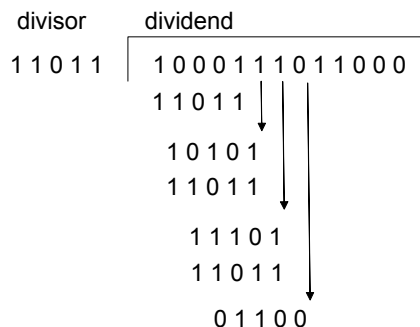 divisor dividend
1 1 0 1 1 1 0 0 0 1 1 1 0 1 1 0 0 0
1 1 0 1 1
1 0 1 0 1
1 1 0 1 1
1 1 1 0 1
1 1 0 1 1
0 1 1 0 0